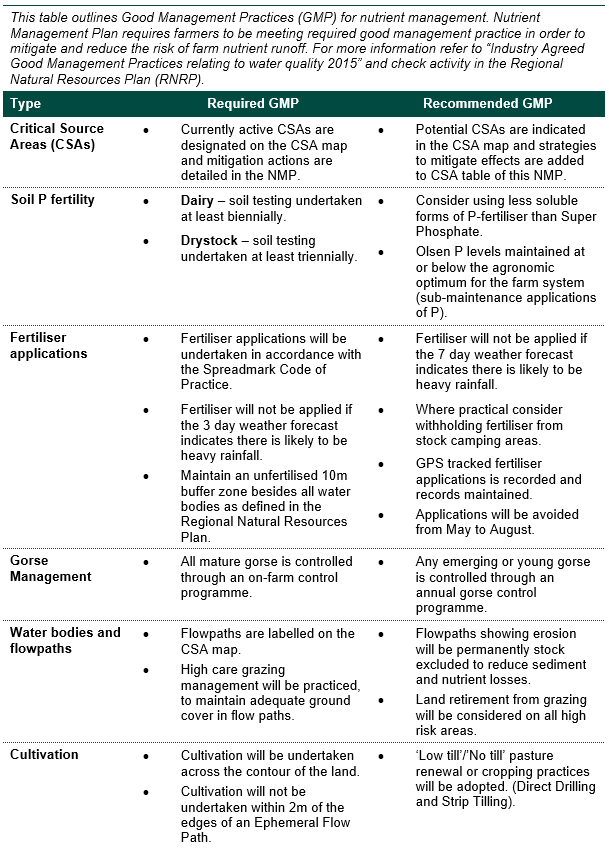 This table outlines Good Management Practices (GMP) for nutrient management. Nutrient
Management Plan requires farmers to be meeting required good management practice in order to
mitigate and reduce the risk of farm nutrient runoff. For more information refer to “Industry Agreed
Good Management Practices relating to water quality 2015” and check activity in the Regional
Natural Resources Plan (RNRP).
Type Required GMP Recommended GMP
Critical Source
Areas (CSAs)
• Currently active CSAs are
designated on the CSA map
and mitigation actions are
detailed in the NMP.
• Potential CSAs are indicated
in the CSA map and strategies
to mitigate effects are added
to CSA table of this NMP.
Soil P fertility
• Dairy – soil testing undertaken
at least biennially.
• Drystock – soil testing
undertaken at least triennially.
• Consider using less soluble
forms of P-fertiliser than Super
Phosphate.
• Olsen P levels maintained at
or below the agronomic
optimum for the farm system
(sub-maintenance applications
of P).
Fertiliser
applications
• Fertiliser applications will be
undertaken in accordance with
the Spreadmark Code of
Practice.
• Fertiliser will not be applied if
the 3 day weather forecast
indicates there is likely to be
heavy rainfall.
• Maintain an unfertilised 10m
buffer zone besides all water
bodies as defined in the
Regional Natural Resources
Plan.
• Fertiliser will not be applied if
the 7 day weather forecast
indicates there is likely to be
heavy rainfall.
• Where practical consider
withholding fertiliser from
stock camping areas.
• GPS tracked fertiliser
applications is recorded and
records maintained.
• Applications will be avoided
from May to August.
Gorse
Management
• All mature gorse is controlled
through an on-farm control
programme.
• Any emerging or young gorse
is controlled through an
annual gorse control
programme.
Water bodies and
flowpaths
• Flowpaths are labelled on the
CSA map.
• High care grazing
management will be practiced,
to maintain adequate ground
cover in flow paths.
• Flowpaths showing erosion
will be permanently stock
excluded to reduce sediment
and nutrient losses.
• Land retirement from grazing
will be considered on all high
risk areas.
Cultivation
• Cultivation will be undertaken
across the contour of the land.
• Cultivation will not be
undertaken within 2m of the
edges of an Ephemeral Flow
Path.
• ‘Low till’/’No till’ pasture
renewal or cropping practices
will be adopted. (Direct Drilling
and Strip Tilling).